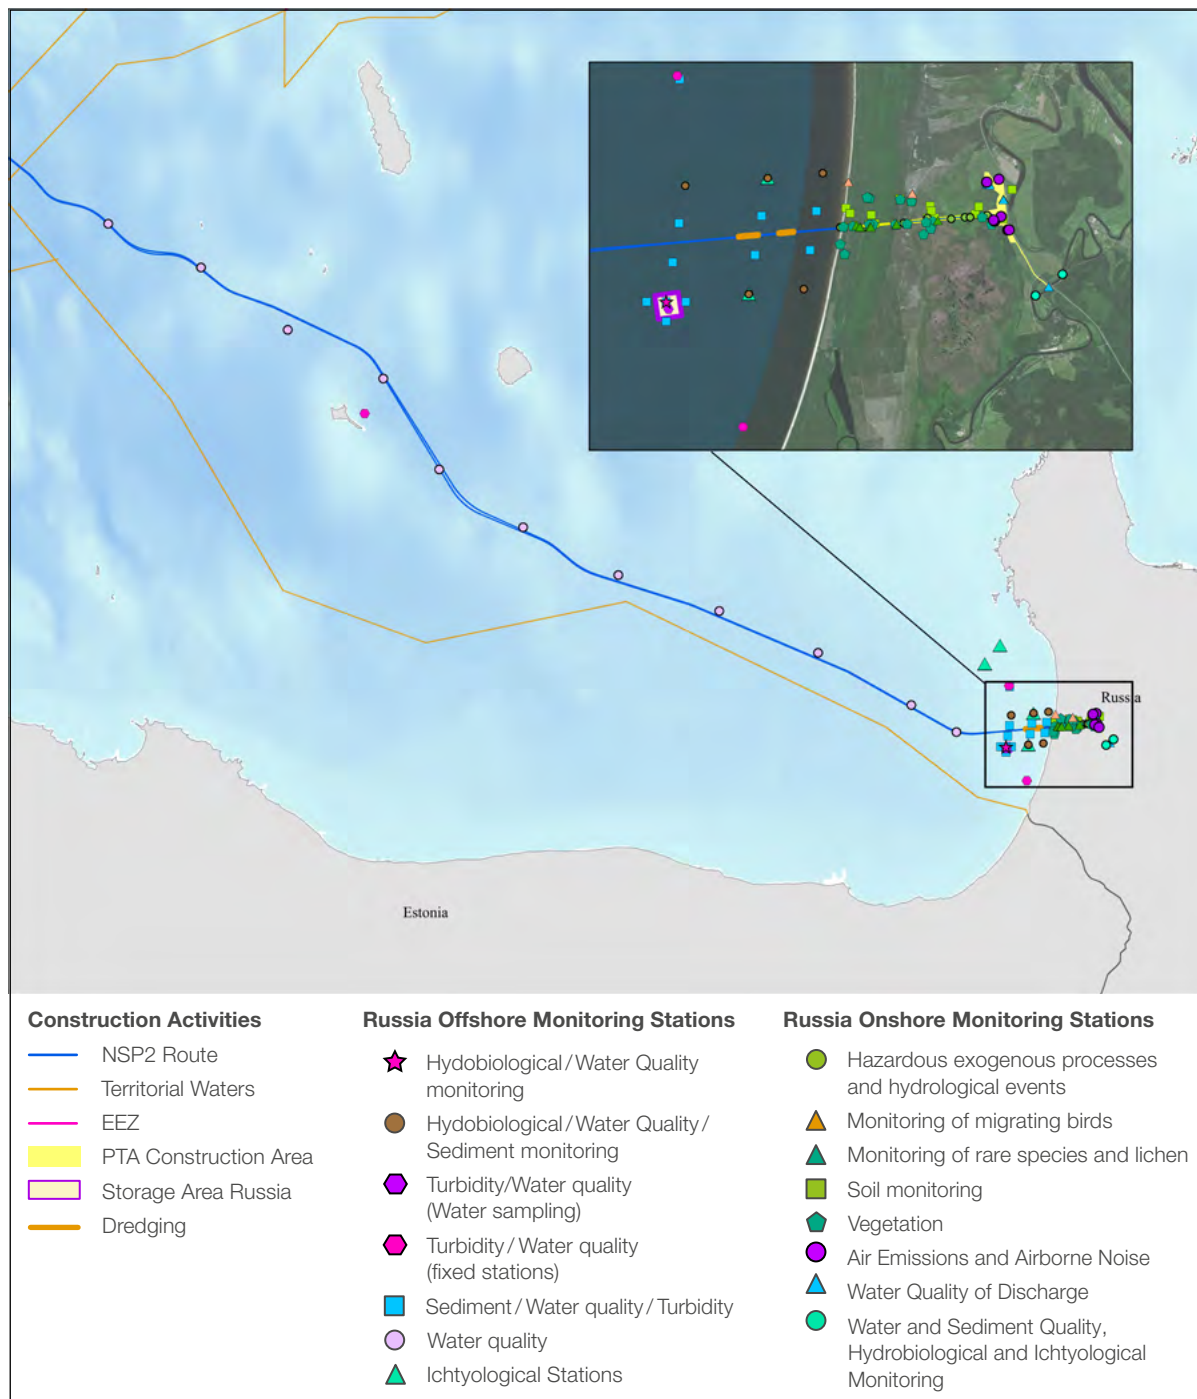 Russia
Estonia
Construction Activities
NSP2 Route
Territorial Waters
EEZ
PTA Construction Area
Storage Area Russia
Dredging
Russia Offshore Monitoring Stations
Hydobiological / Water Quality
monitoring
Hydobiological / Water Quality /
Sediment monitoring
Turbidity/Water quality
(Water sampling)
Turbidity / Water quality
(fixed stations)
Sediment / Water quality / Turbidity
Water quality
Ichtyological Stations
Russia Onshore Monitoring Stations
Hazardous exogenous processes
and hydrological events
Monitoring of migrating birds
Monitoring of rare species and lichen
Soil monitoring
Vegetation
Air Emissions and Airborne Noise
Water Quality of Discharge
Water and Sediment Quality,
Hydrobiological and Ichtyological
Monitoring